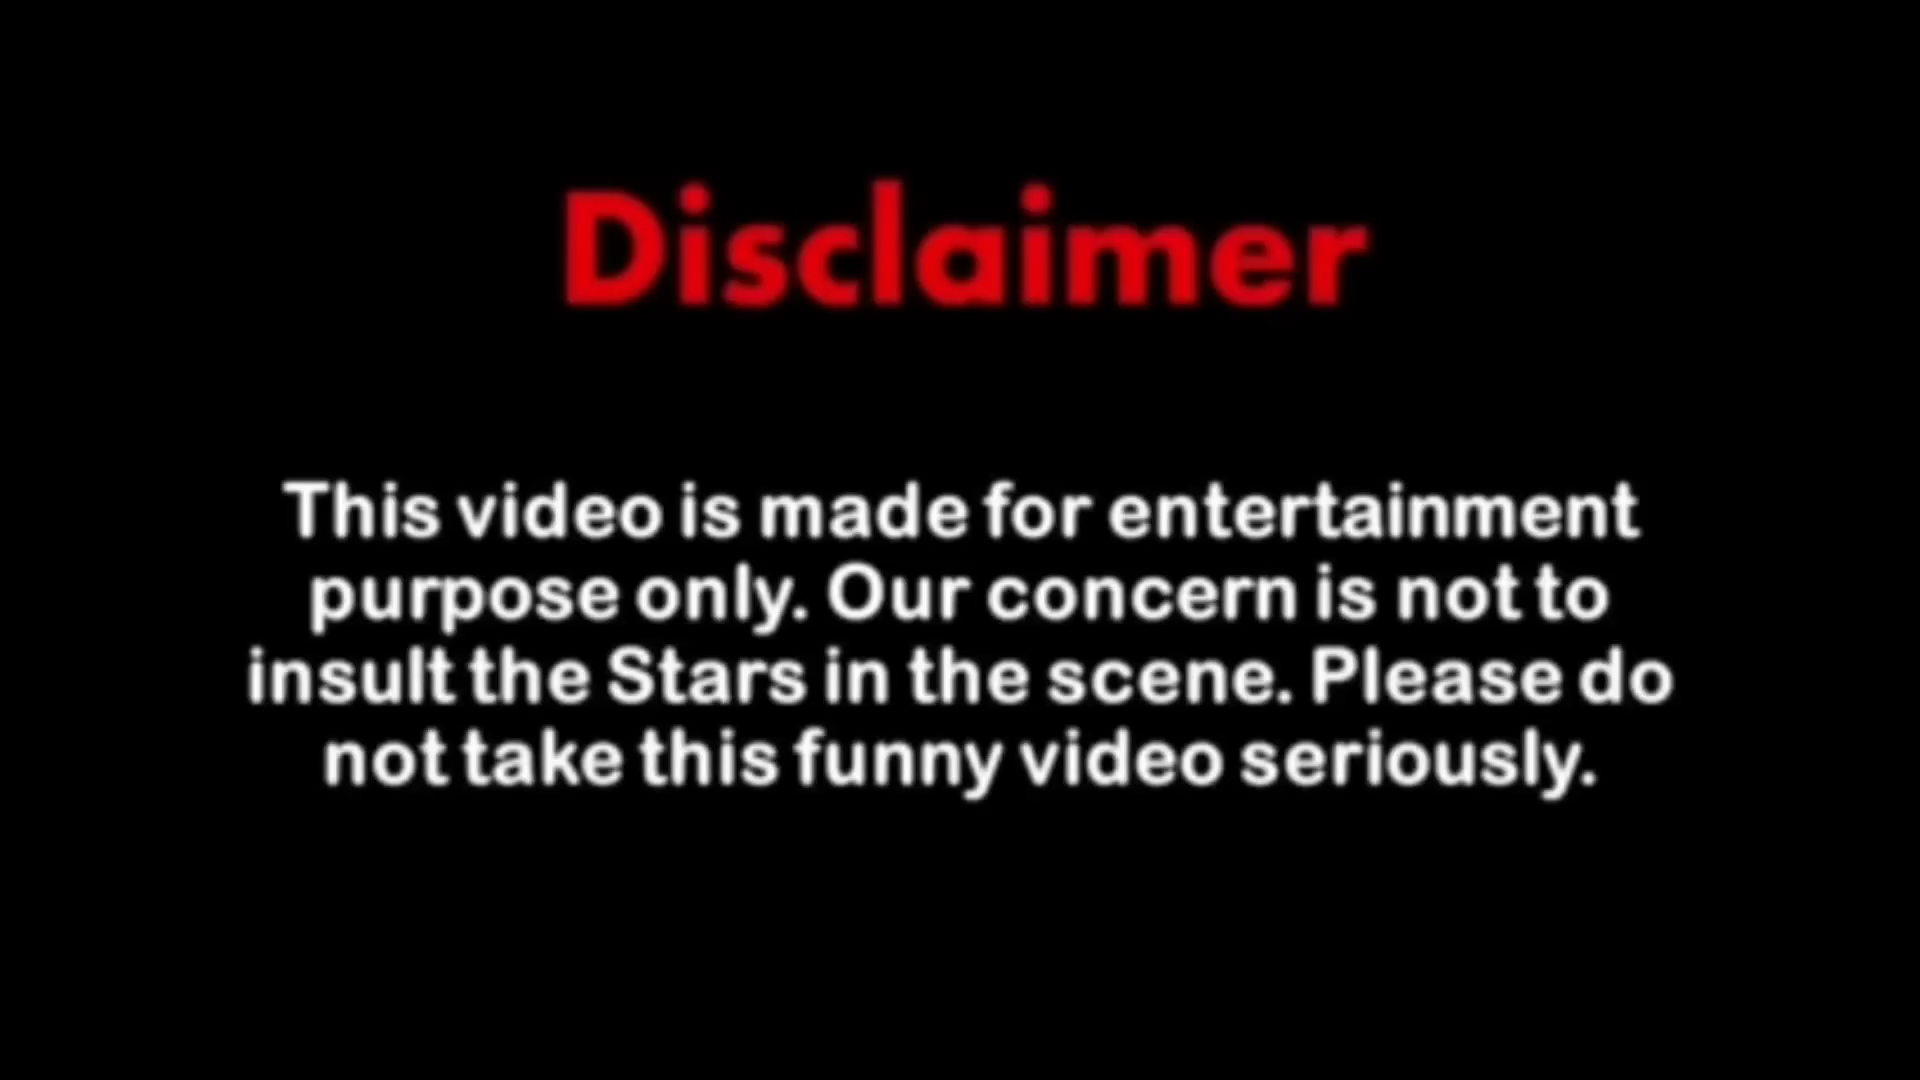 Disclaimer
This video is made for entertainment
purpose only. Our concern is not to
insult the Stars in the scene. Please do
not take this funny video seriously.